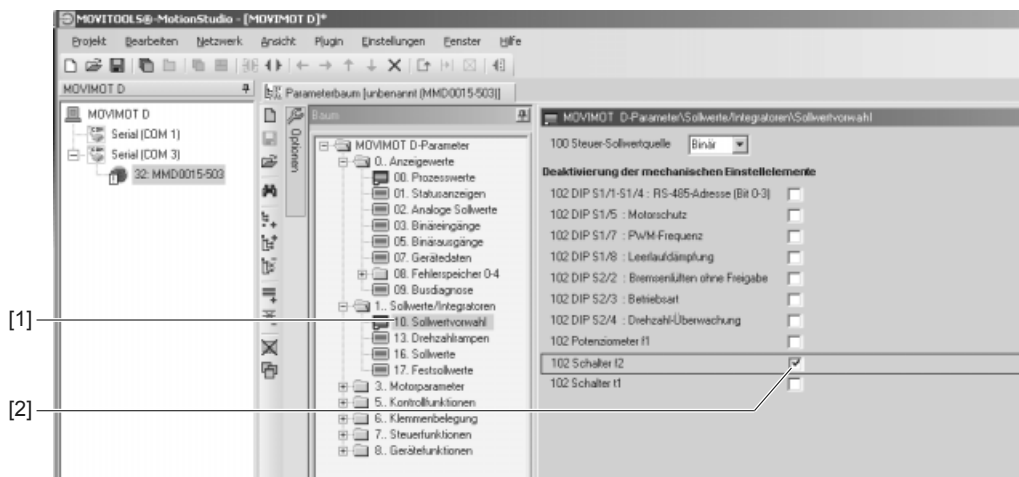 MOVITOOLS®-MotionStudio - [MOVIMOT D]*
Projekt Bearbeiten Netzwerk Ansicht Plugin Einstellungen Fenster Hilfe
MOVIMOT D
Parameterbaum [unbenannt (MMD0015-503)]
MOVIMOT D
Serial (COM 1)
Serial (COM 3)
32: MMD0015-503
Optionen
Baum
MOVIMOT D-Parameter
0.. Anzeigewerte
00. Prozesswerte
01. Statusanzeigen
02. Analoge Sollwerte
03. Binäreingänge
05. Binärausgänge
07. Gerätedaten
08. Fehlerspeicher 0-4
09. Busdiagnose
1.. Sollwerte/Integratoren
10. Sollwertvorwahl
13. Drehzahlrampen
16. Sollwerte
17. Festsollwerte
3.. Motorparameter
5.. Kontrollfunktionen
6.. Klemmenbelegung
7.. Steuerfunktionen
8.. Gerätefunktionen
MOVIMOT D-Parameter\Sollwerte/Integratoren\Sollwertvorwahl
100 Steuer-Sollwertquelle Binär
Deaktivierung der mechanischen Einstellelemente
102 DIP S1/1-S1/4 : RS-485-Adresse (Bit 0-3)
102 DIP S1/5 : Motorschutz
102 DIP S1/7 : PWM-Frequenz
102 DIP S1/8 : Leerlaufdämpfung
102 DIP S2/2 : Bremsenlüften ohne Freigabe
102 DIP S2/3 : Betriebsart
102 DIP S2/4 : Drehzahl-Überwachung
102 Potenziometer f1
102 Schalter f2
102 Schalter t1
[1]
[2]